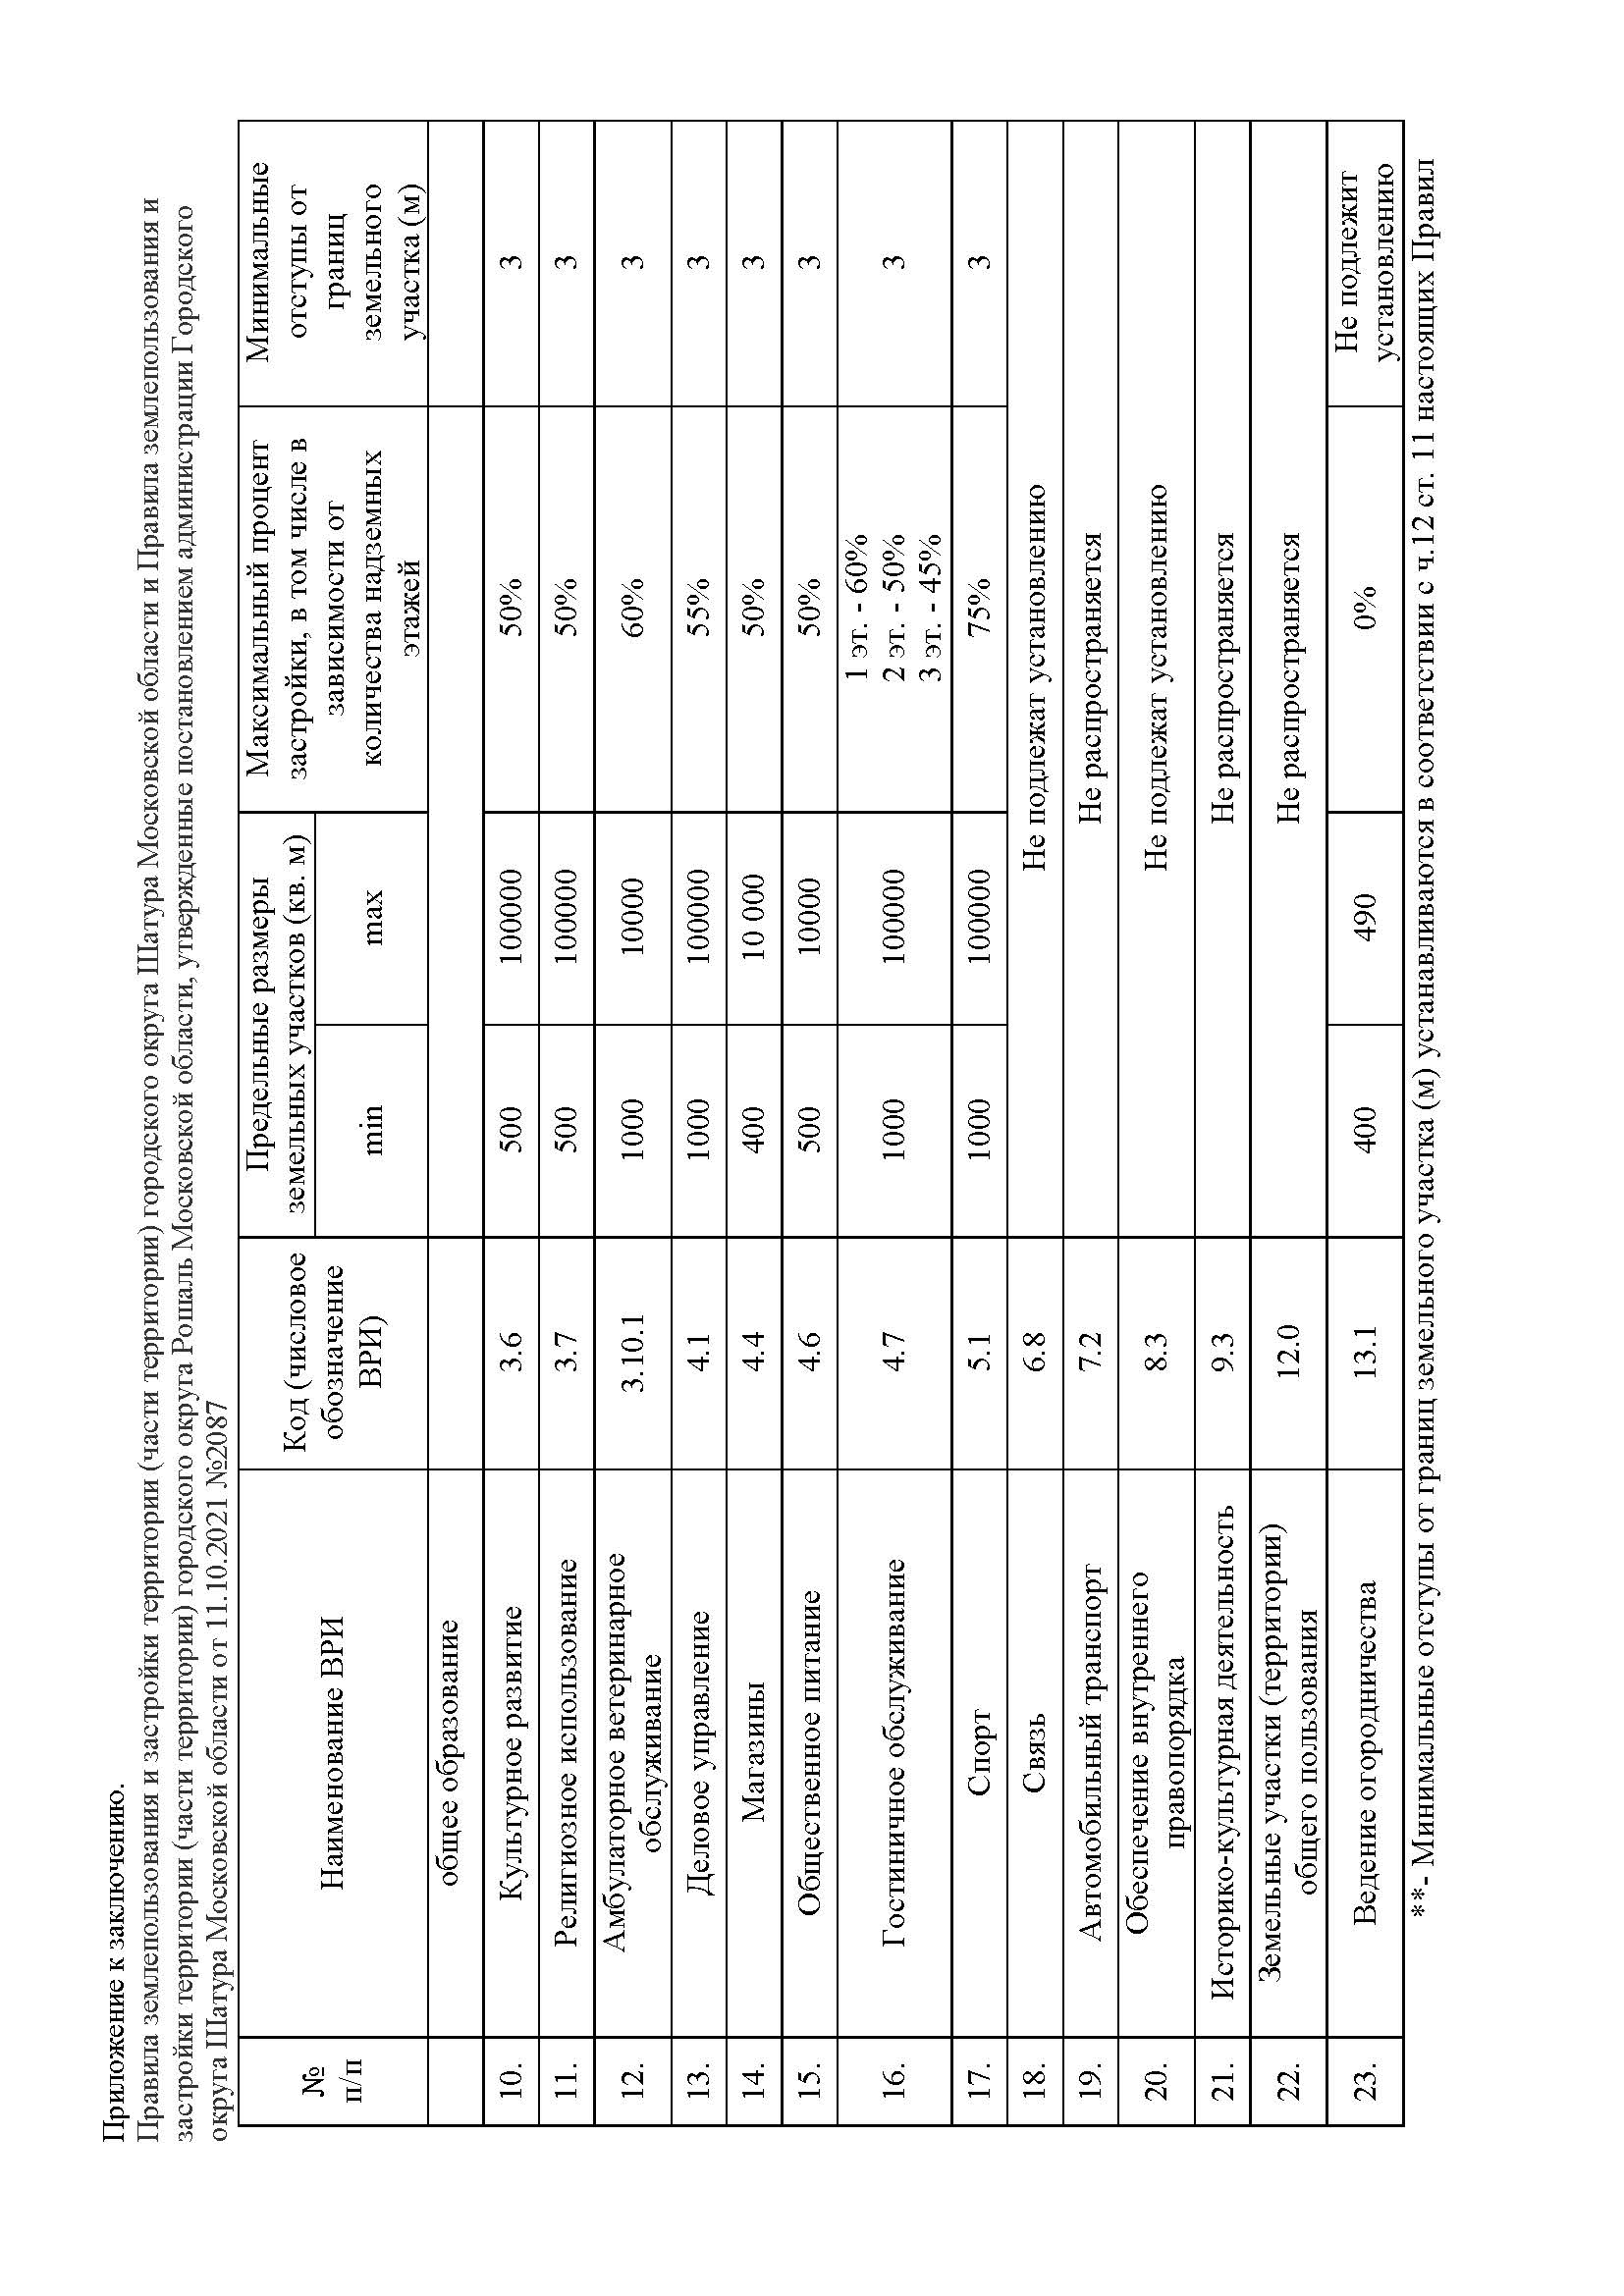 Приложение к заключению.
Правила землепользования и застройки территории (части территории) городского округа Шатура Московской области и Правила землепользования и
застройки территории (части территории) городского округа Рошаль Московской области, утвержденные постановлением администрации Городского
округа Шатура Московской области от 11.10.2021 №2087
№
п/п
Наименование ВРИ
Код (числовое
обозначение
ВРИ)
Предельные размеры
земельных участков (кв. м)
min
max
Максимальный процент
застройки, в том числе в
зависимости от
количества надземных
этажей
Минимальные
отступы от
границ
земельного
участка (м)
общее образование
10. Культурное развитие 3.6 500 100000 50% 3
11. Религиозное использование 3.7 500 100000 50% 3
12. Амбулаторное ветеринарное
обслуживание
3.10.1 1000 10000 60% 3
13. Деловое управление 4.1 1000 100000 55% 3
14. Магазины 4.4 400 10 000 50% 3
15. Общественное питание 4.6 500 10000 50% 3
16. Гостиничное обслуживание 4.7 1000 100000
1 эт. - 60%
2 эт. - 50%
3 эт. - 45%
3
17. Спорт 5.1 1000 100000 75% 3
18. Связь 6.8 Не подлежат установлению
19. Автомобильный транспорт 7.2 Не распространяется
20. Обеспечение внутреннего
правопорядка
8.3 Не подлежат установлению
21. Историко-культурная деятельность 9.3 Не распространяется
22. Земельные участки (территории)
общего пользования
12.0 Не распространяется
23. Ведение огородничества 13.1 400 490 0%
Не подлежит
установлению
**- Минимальные отступы от границ земельного участка (м) устанавливаются в соответствии с ч.12 ст. 11 настоящих Правил